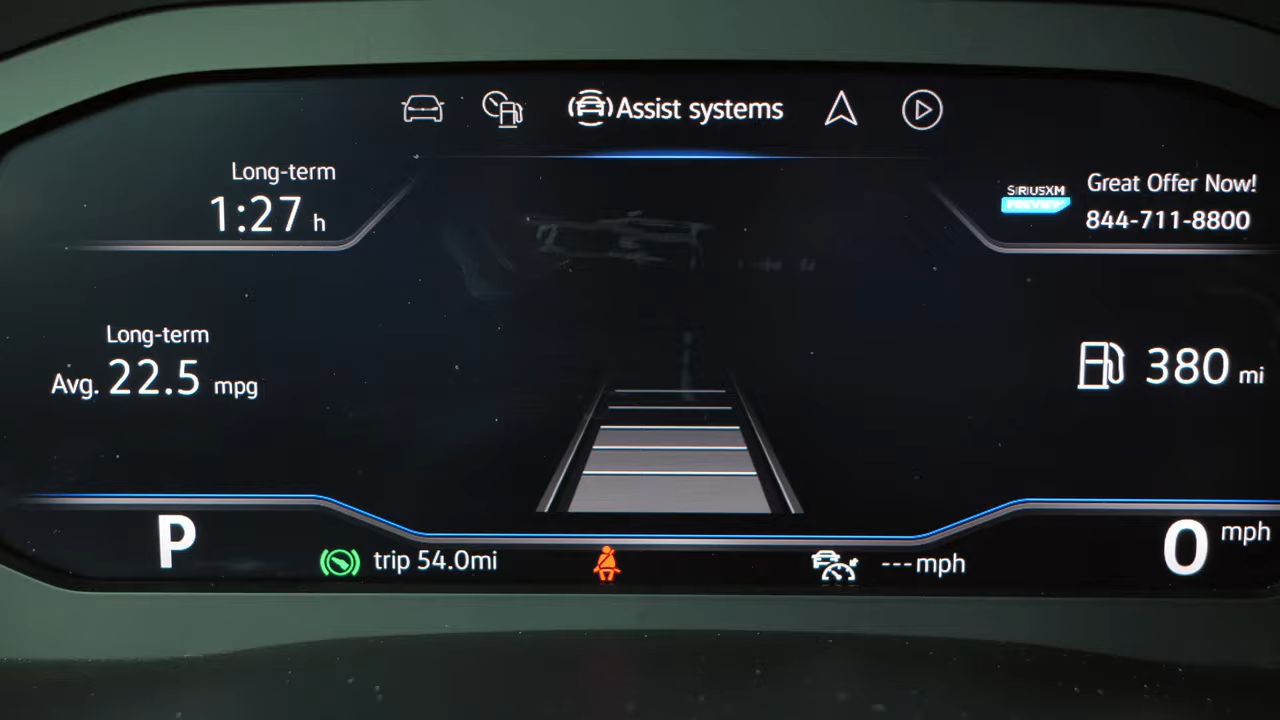 Assist systems
Long-term
1:27 h
SIRIUSXM
PREVIEW
Great Offer Now!
844-711-8800
Long-term
Avg. 22.5 mpg
380 mi
P
trip 54.0mi
---mph
0 mph